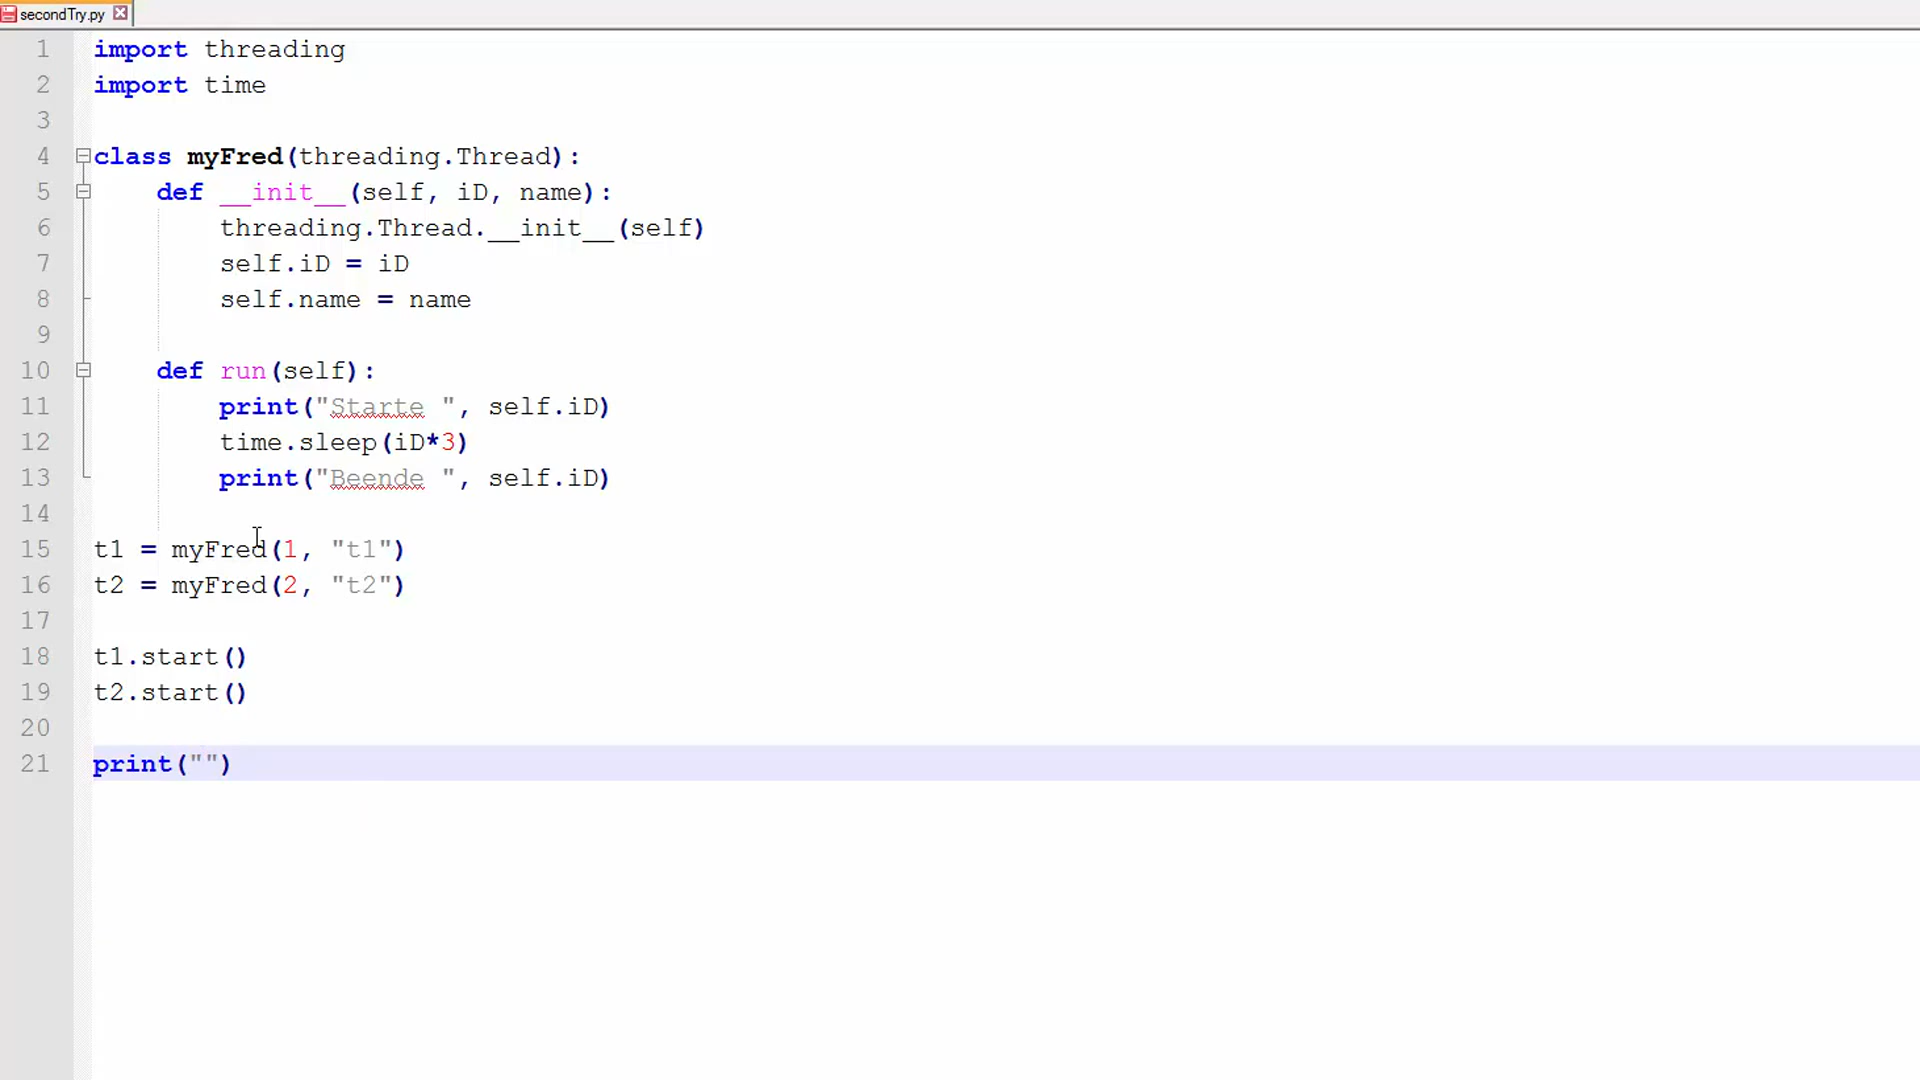 secondTry.py
1 import threading
2 import time
3
4 class myFred(threading.Thread):
5     def __init__(self, iD, name):
6         threading.Thread.__init__(self)
7         self.iD = iD
8         self.name = name
9
10     def run(self):
11         print("Starte ", self.iD)
12         time.sleep(iD*3)
13         print("Beende ", self.iD)
14
15 t1 = myFred(1, "t1")
16 t2 = myFred(2, "t2")
17
18 t1.start()
19 t2.start()
20
21 print("")